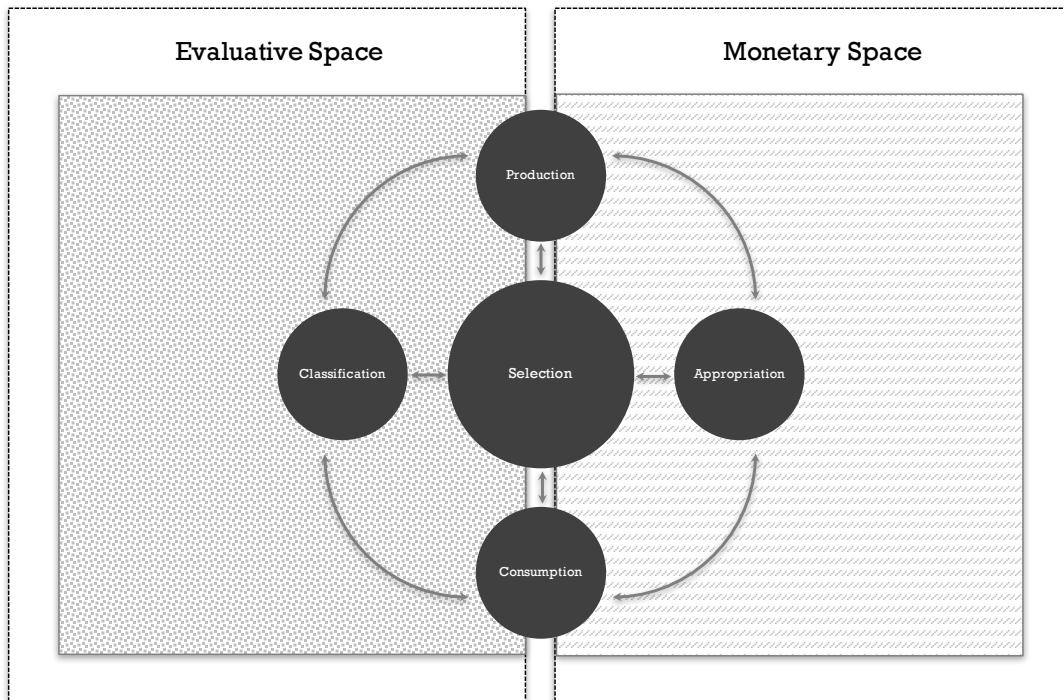 Evaluative Space
Monetary Space
Production
Classification
Selection
Appropriation
Consumption